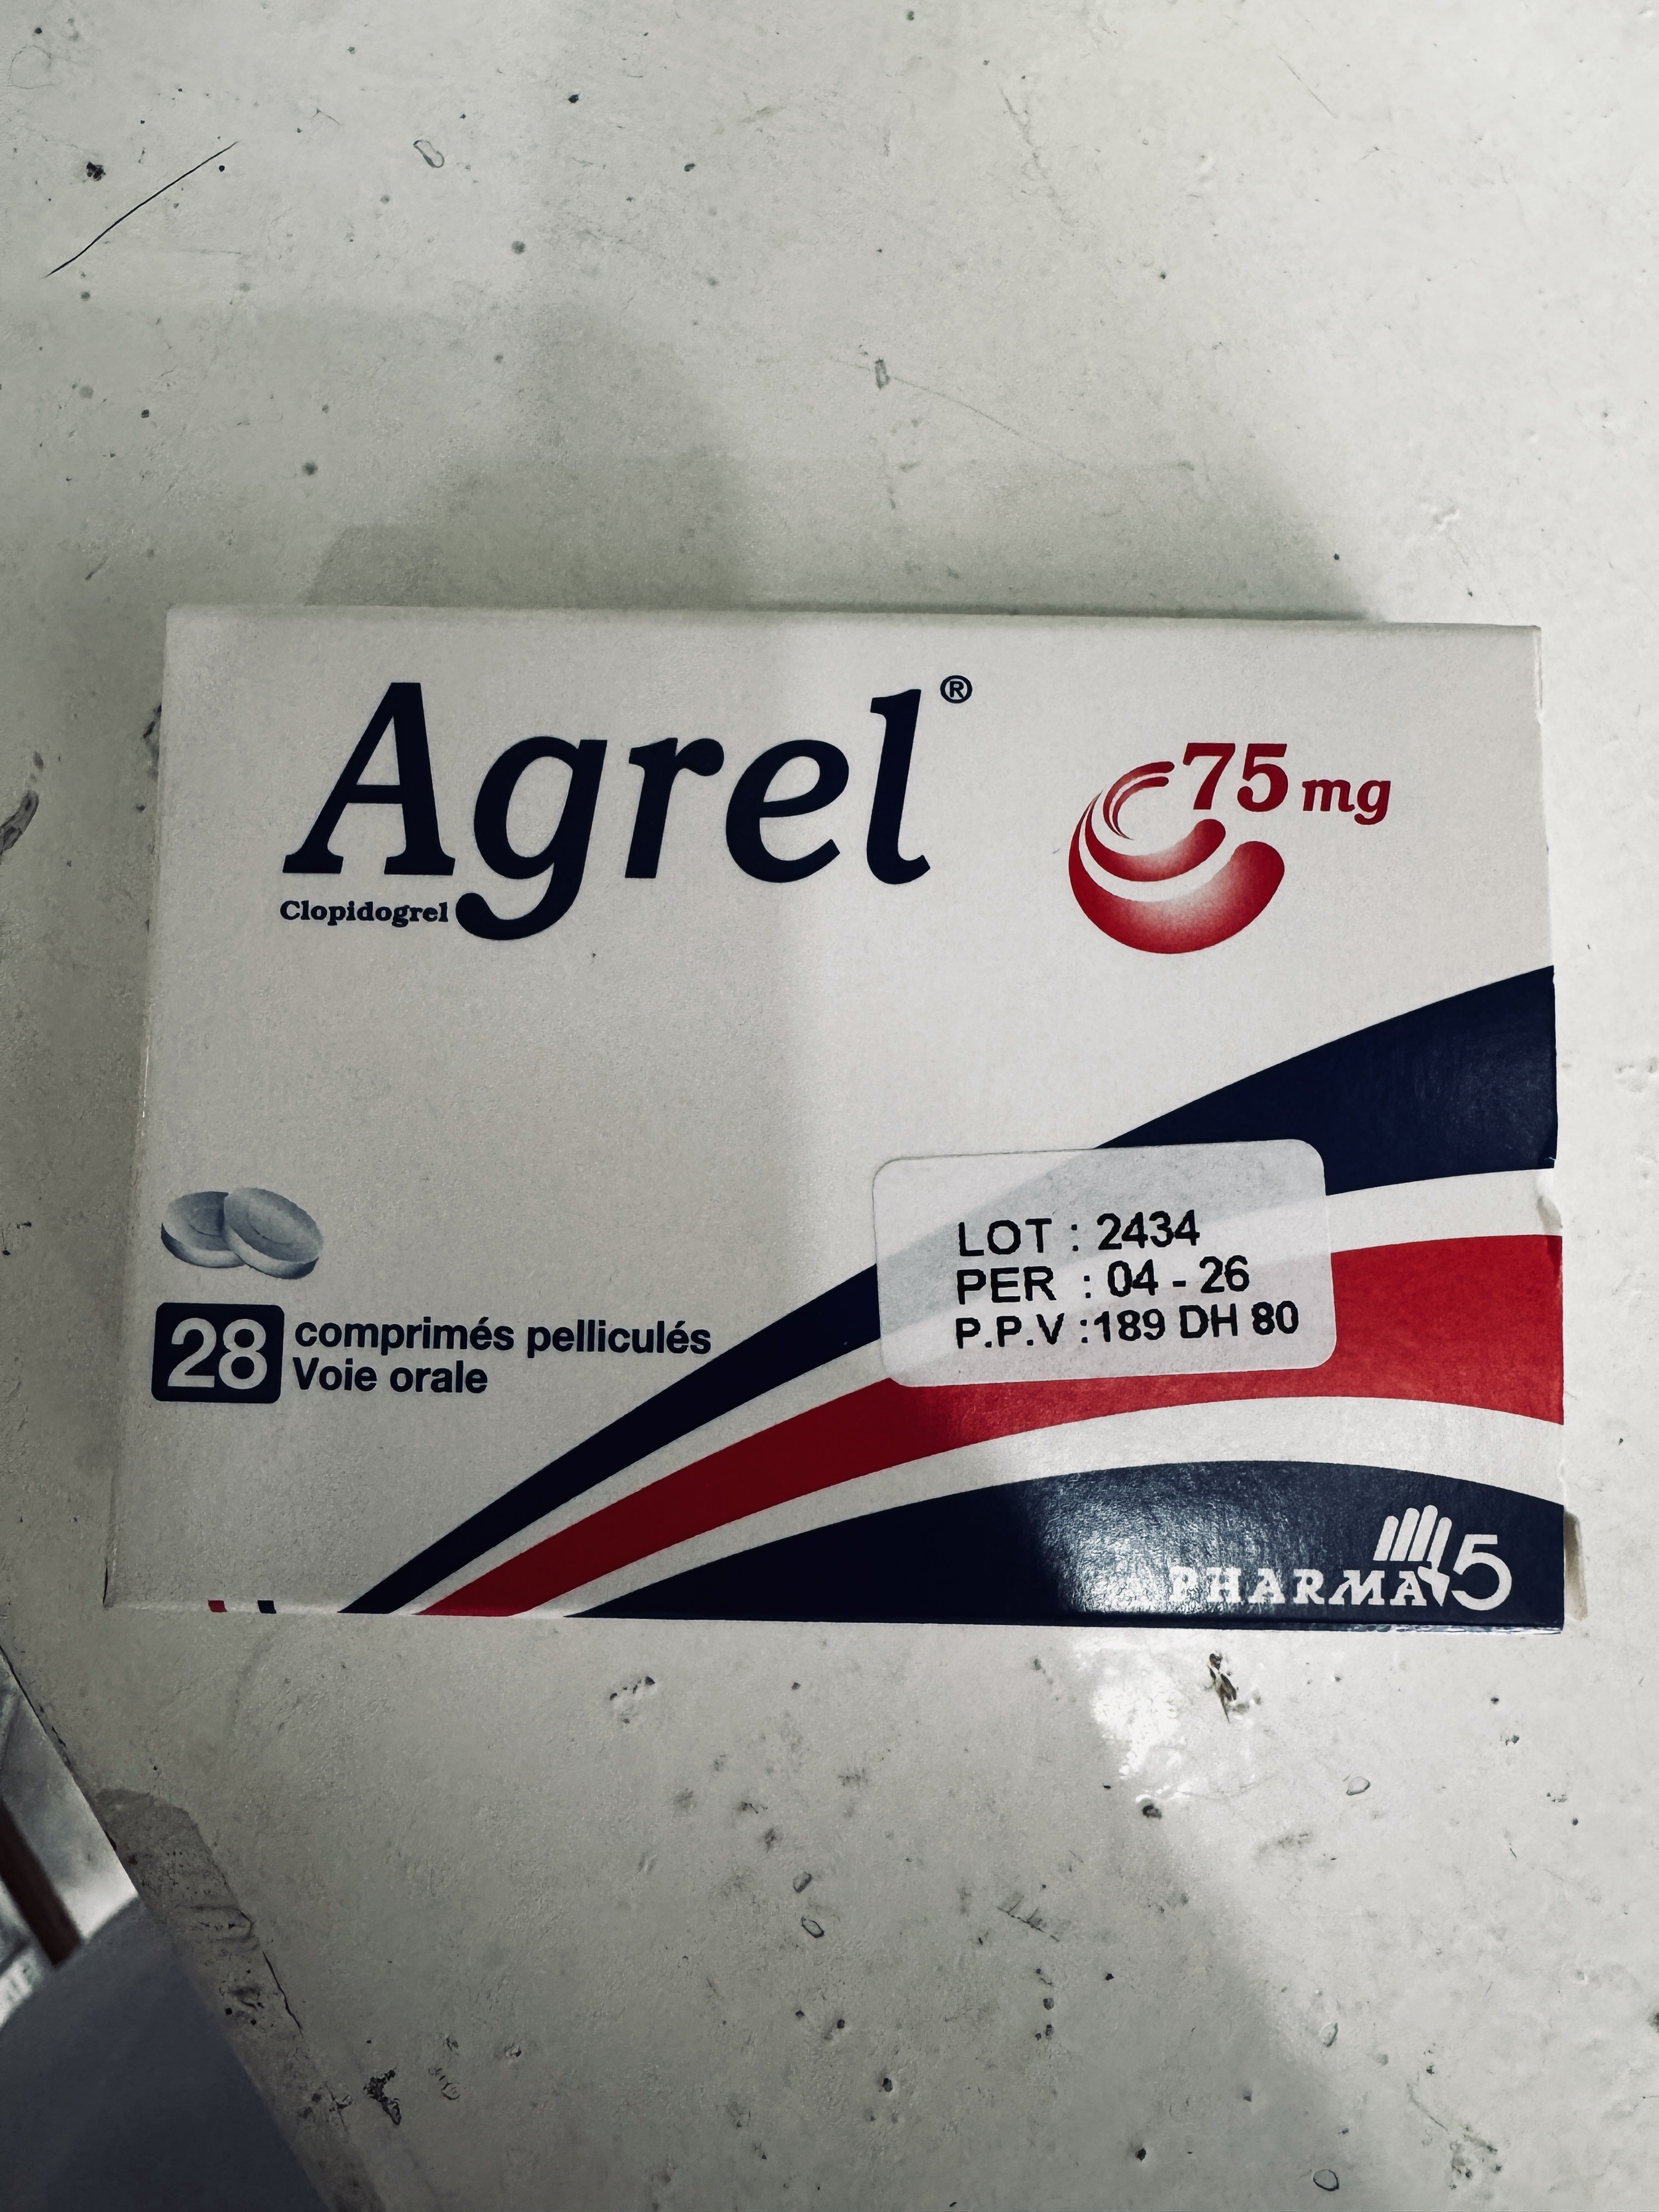 Agrel®
75 mg
Clopidogrel
28 comprimés pelliculés
Voie orale
LOT : 2434
PER : 04 - 26
P.P.V :189 DH 80
PHARMA 5